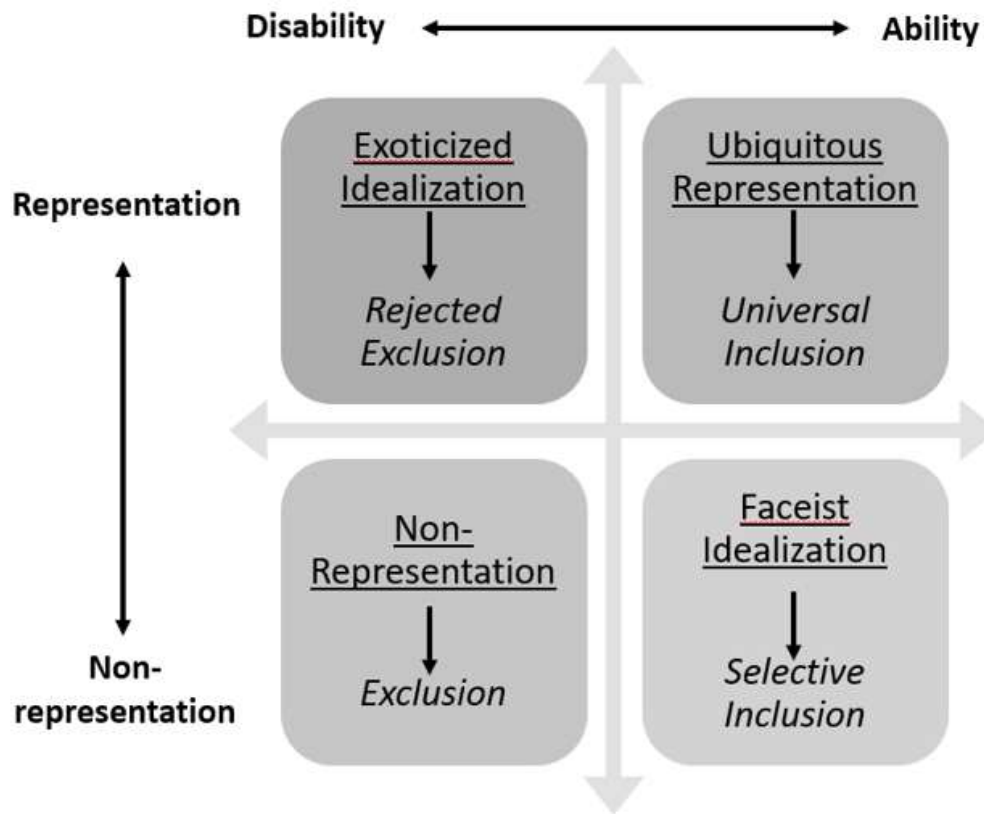 Disability
Ability
Representation
Non-
representation
Exoticized
Idealization
Rejected
Exclusion
Ubiquitous
Representation
Universal
Inclusion
Non-
Representation
Exclusion
Faceist
Idealization
Selective
Inclusion